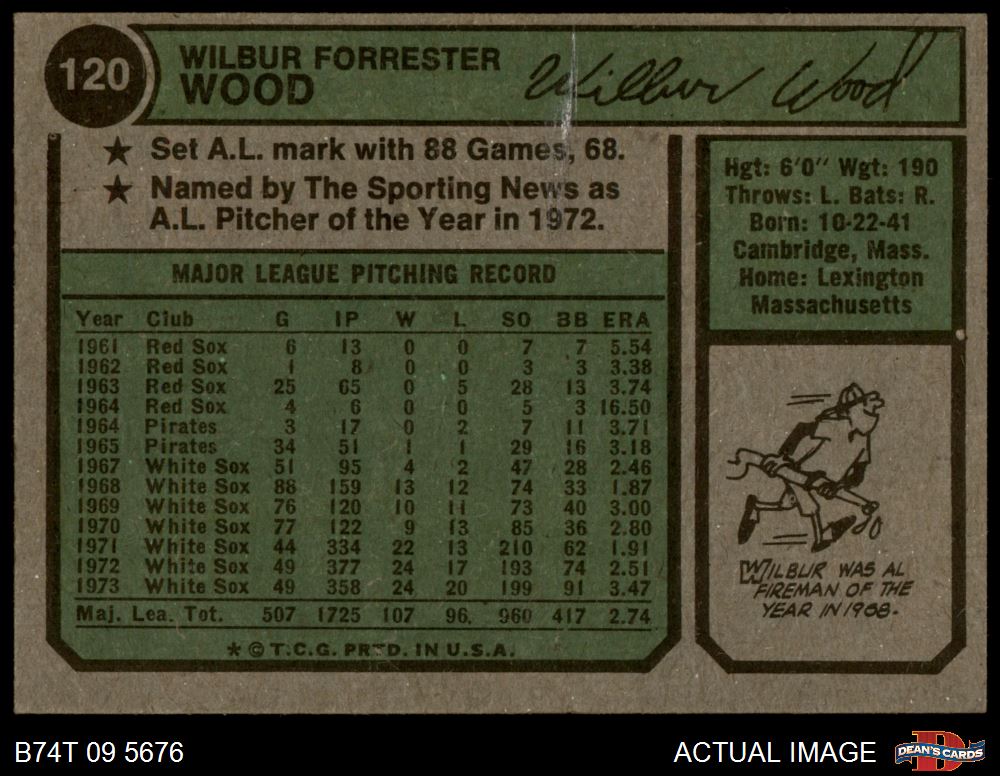 120
WILBUR FORRESTER
WOOD
Wilbur Wood
★ Set A.L. mark with 88 Games, 68.
★ Named by The Sporting News as
A.L. Pitcher of the Year in 1972.
Hgt: 6'0" Wgt: 190
Throws: L. Bats: R.
Born: 10-22-41
Cambridge, Mass.
Home: Lexington
Massachusetts
MAJOR LEAGUE PITCHING RECORD
Year Club G IP W L SO BB ERA
1961 Red Sox 6 13 0 0 7 7 5.54
1962 Red Sox 1 8 0 0 3 3 3.38
1963 Red Sox 25 65 0 5 28 13 3.74
1964 Red Sox 4 6 0 0 5 3 16.50
1964 Pirates 3 17 0 2 7 11 3.71
1965 Pirates 34 51 1 1 29 16 3.18
1967 White Sox 51 95 4 2 47 28 2.46
1968 White Sox 88 159 13 12 74 33 1.87
1969 White Sox 76 120 10 11 73 40 3.00
1970 White Sox 77 122 9 13 85 36 2.80
1971 White Sox 44 334 22 13 210 62 1.91
1972 White Sox 49 377 24 17 193 74 2.51
1973 White Sox 49 358 24 20 199 91 3.47
Maj. Lea. Tot. 507 1725 107 96 960 417 2.74
★ © T.C.G. PRTD. IN U.S.A.
WILBUR WAS AL
FIREMAN OF THE
YEAR IN 1968.
B74T 09 5676
ACTUAL IMAGE
DEAN'S CARDS